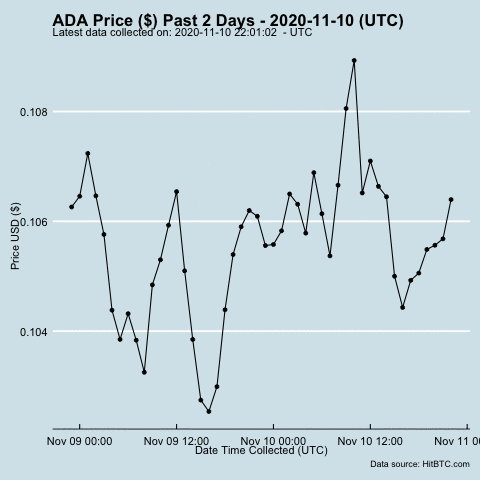 ADA Price ($) Past 2 Days - 2020-11-10 (UTC)
Latest data collected on: 2020-11-10 22:01:02 - UTC
0.108
0.106
0.104
Price USD ($)
Nov 09 00:00 Nov 09 12:00 Nov 10 00:00 Nov 10 12:00 Nov 11 00
Date Time Collected (UTC)
Data source: HitBTC.com